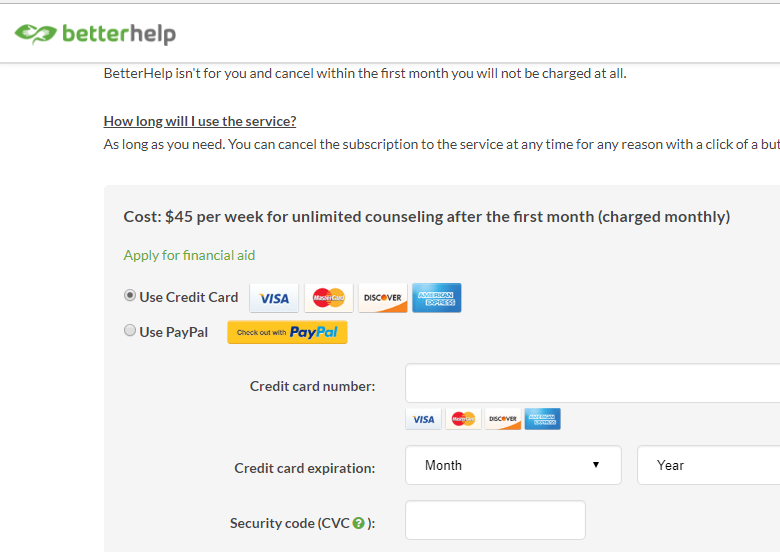 betterhelp
BetterHelp isn't for you and cancel within the first month you will not be charged at all.
How long will I use the service?
As long as you need. You can cancel the subscription to the service at any time for any reason with a click of a but
Cost: $45 per week for unlimited counseling after the first month (charged monthly)
Apply for financial aid
Use Credit Card VISA MasterCard DISCOVER AMERICAN EXPRESS
Use PayPal Check out with PayPal
Credit card number:
VISA MasterCard DISCOVER AMERICAN EXPRESS
Credit card expiration: Month Year
Security code (CVC ? ):